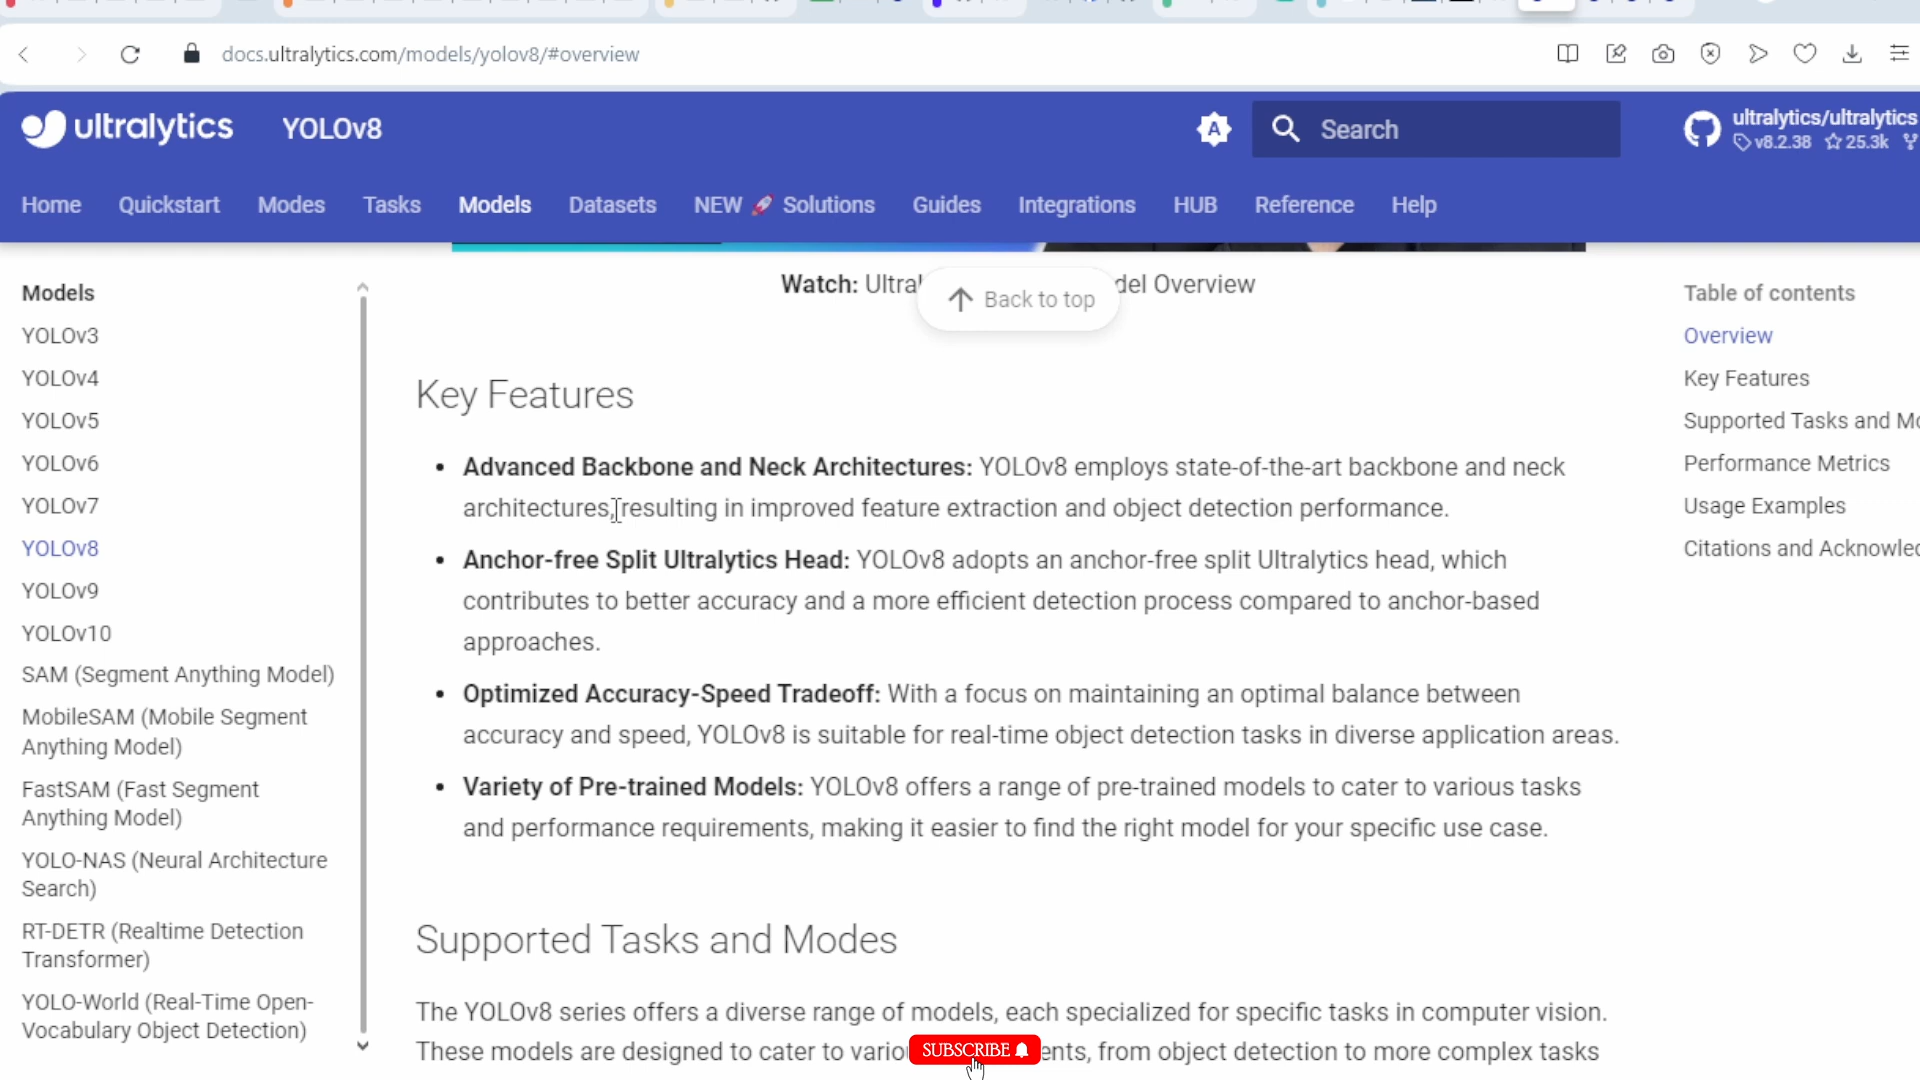 docs.ultralytics.com/models/yolov8/#overview
ultralytics
YOLOv8
A
Search
ultralytics/ultralytics
v8.2.38 25.3k
Home
Quickstart
Modes
Tasks
Models
Datasets
NEW 🚀 Solutions
Guides
Integrations
HUB
Reference
Help
Models
YOLOv3
YOLOv4
YOLOv5
YOLOv6
YOLOv7
YOLOv8
YOLOv9
YOLOv10
SAM (Segment Anything Model)
MobileSAM (Mobile Segment
Anything Model)
FastSAM (Fast Segment
Anything Model)
YOLO-NAS (Neural Architecture
Search)
RT-DETR (Realtime Detection
Transformer)
YOLO-World (Real-Time Open-
Vocabulary Object Detection)
Watch: Ultral del Overview
Back to top
Key Features
• Advanced Backbone and Neck Architectures: YOLOv8 employs state-of-the-art backbone and neck
architectures, resulting in improved feature extraction and object detection performance.
• Anchor-free Split Ultralytics Head: YOLOv8 adopts an anchor-free split Ultralytics head, which
contributes to better accuracy and a more efficient detection process compared to anchor-based
approaches.
• Optimized Accuracy-Speed Tradeoff: With a focus on maintaining an optimal balance between
accuracy and speed, YOLOv8 is suitable for real-time object detection tasks in diverse application areas.
• Variety of Pre-trained Models: YOLOv8 offers a range of pre-trained models to cater to various tasks
and performance requirements, making it easier to find the right model for your specific use case.
Supported Tasks and Modes
The YOLOv8 series offers a diverse range of models, each specialized for specific tasks in computer vision.
These models are designed to cater to variou ents, from object detection to more complex tasks
SUBSCRIBE
Table of contents
Overview
Key Features
Supported Tasks and Mo
Performance Metrics
Usage Examples
Citations and Acknowled